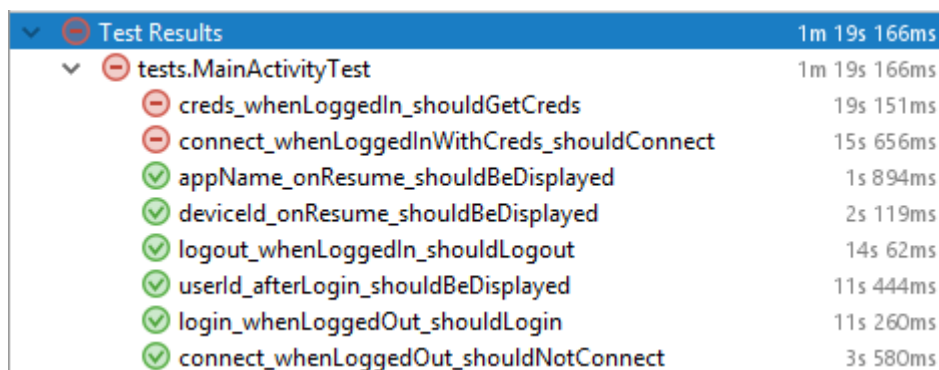 Test Results 1m 19s 166ms
tests.MainActivityTest 1m 19s 166ms
creds_whenLoggedIn_shouldGetCreds 19s 151ms
connect_whenLoggedInWithCreds_shouldConnect 15s 656ms
appName_onResume_shouldBeDisplayed 1s 894ms
deviceId_onResume_shouldBeDisplayed 2s 119ms
logout_whenLoggedIn_shouldLogout 14s 62ms
userId_afterLogin_shouldBeDisplayed 11s 444ms
login_whenLoggedOut_shouldLogin 11s 260ms
connect_whenLoggedOut_shouldNotConnect 3s 580ms